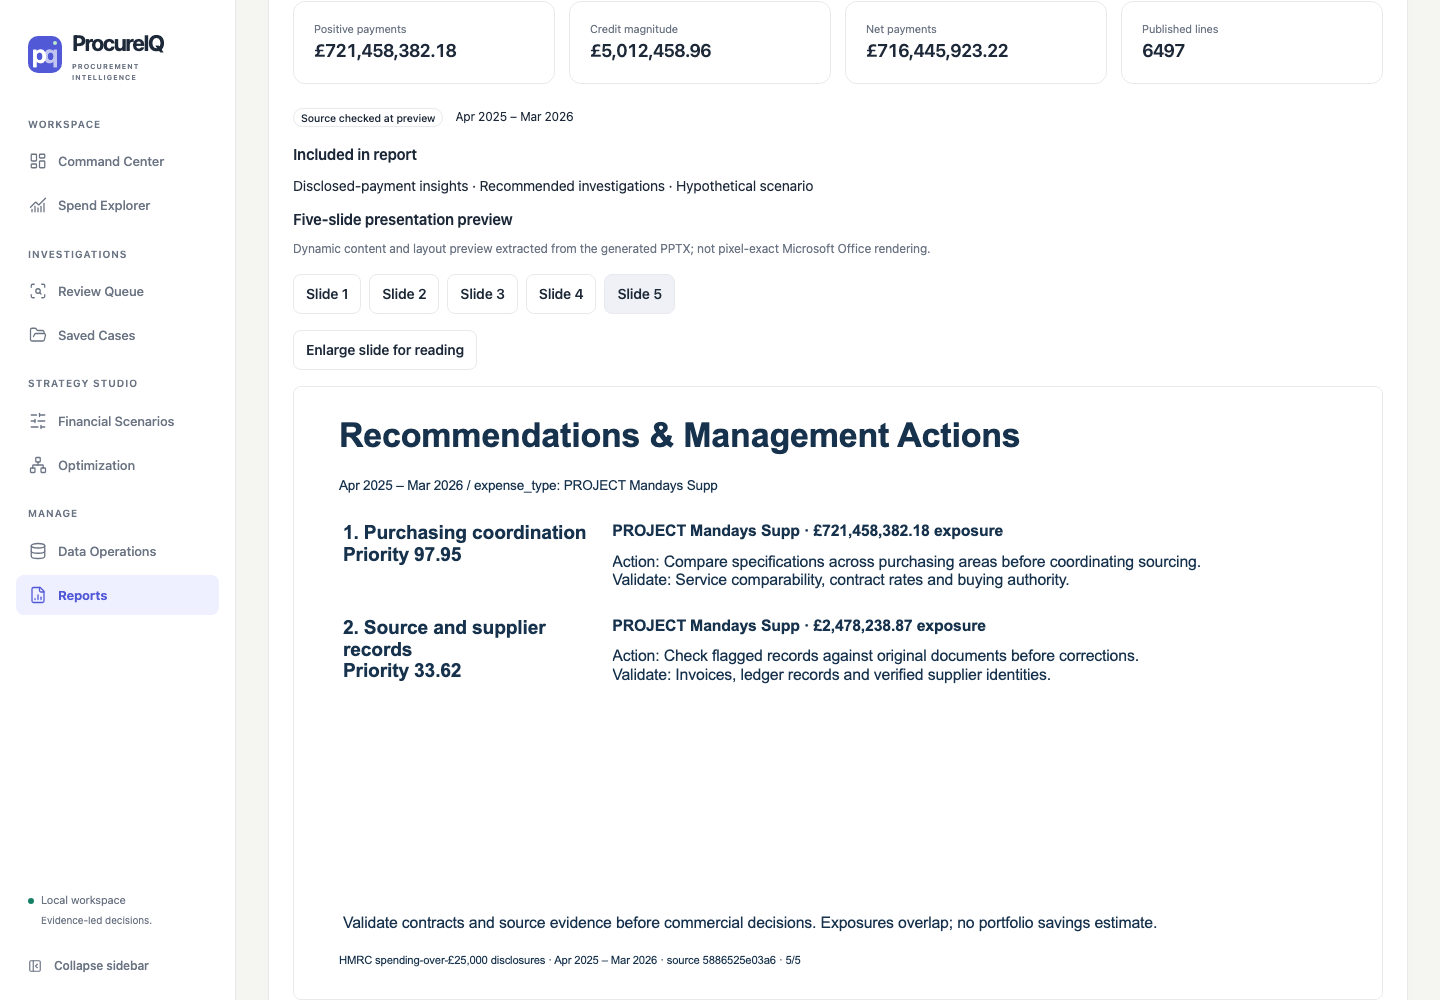 pq
ProcureIQ
PROCUREMENT
INTELLIGENCE
WORKSPACE
Command Center
Spend Explorer
INVESTIGATIONS
Review Queue
Saved Cases
STRATEGY STUDIO
Financial Scenarios
Optimization
MANAGE
Data Operations
Reports
Local workspace
Evidence-led decisions.
Collapse sidebar
Positive payments
£721,458,382.18
Credit magnitude
£5,012,458.96
Net payments
£716,445,923.22
Published lines
6497
Source checked at preview Apr 2025 – Mar 2026
Included in report
Disclosed-payment insights · Recommended investigations · Hypothetical scenario
Five-slide presentation preview
Dynamic content and layout preview extracted from the generated PPTX; not pixel-exact Microsoft Office rendering.
Slide 1 Slide 2 Slide 3 Slide 4 Slide 5
Enlarge slide for reading
Recommendations & Management Actions
Apr 2025 – Mar 2026 / expense_type: PROJECT Mandays Supp
1. Purchasing coordination
Priority 97.95
PROJECT Mandays Supp · £721,458,382.18 exposure
Action: Compare specifications across purchasing areas before coordinating sourcing.
Validate: Service comparability, contract rates and buying authority.
2. Source and supplier
records
Priority 33.62
PROJECT Mandays Supp · £2,478,238.87 exposure
Action: Check flagged records against original documents before corrections.
Validate: Invoices, ledger records and verified supplier identities.
Validate contracts and source evidence before commercial decisions. Exposures overlap; no portfolio savings estimate.
HMRC spending-over-£25,000 disclosures · Apr 2025 – Mar 2026 · source 5886525e03a6 · 5/5